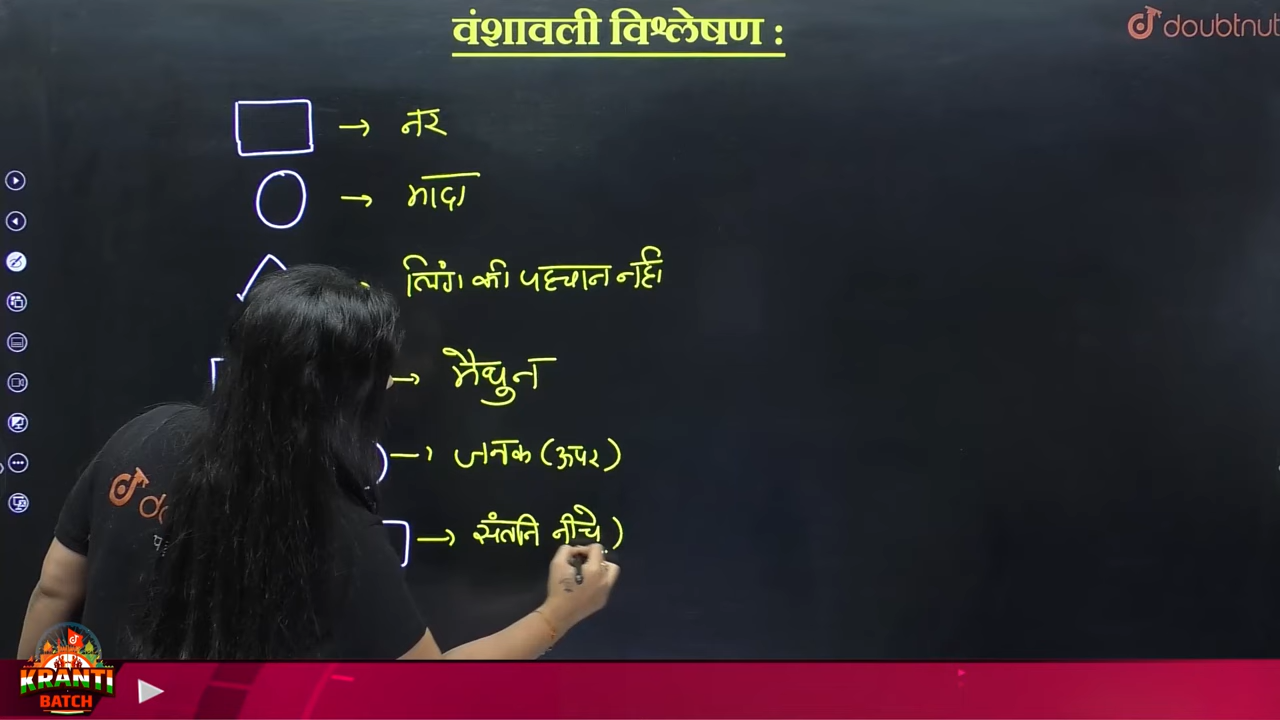 वंशावली विश्लेषण :
doubtnut
→ नर
→ मादा
लिंग की पहचान नहीं
→ मैथुन
→ जनक (ऊपर)
→ संतति नीचे)
KRANTI
BATCH